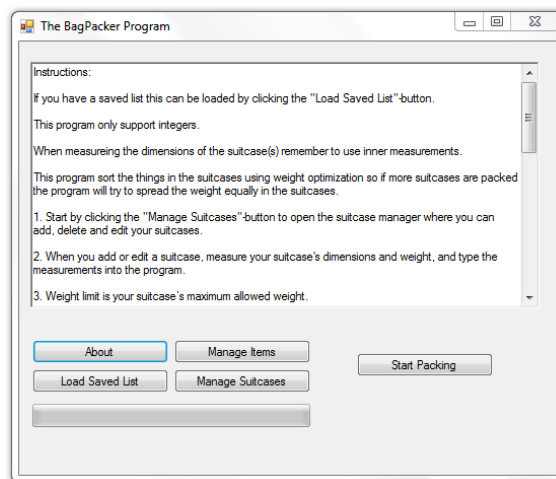 The BagPacker Program
Instructions:
If you have a saved list this can be loaded by clicking the "Load Saved List"-button.
This program only support integers.
When measureing the dimensions of the suitcase(s) remember to use inner measurements.
This program sort the things in the suitcases using weight optimization so if more suitcases are packed
the program will try to spread the weight equally in the suitcases.
1. Start by clicking the "Manage Suitcases"-button to open the suitcase manager where you can
add, delete and edit your suitcases.
2. When you add or edit a suitcase, measure your suitcase's dimensions and weight, and type the
measurements into the program.
3. Weight limit is your suitcase's maximum allowed weight.
About
Manage Items
Load Saved List
Manage Suitcases
Start Packing